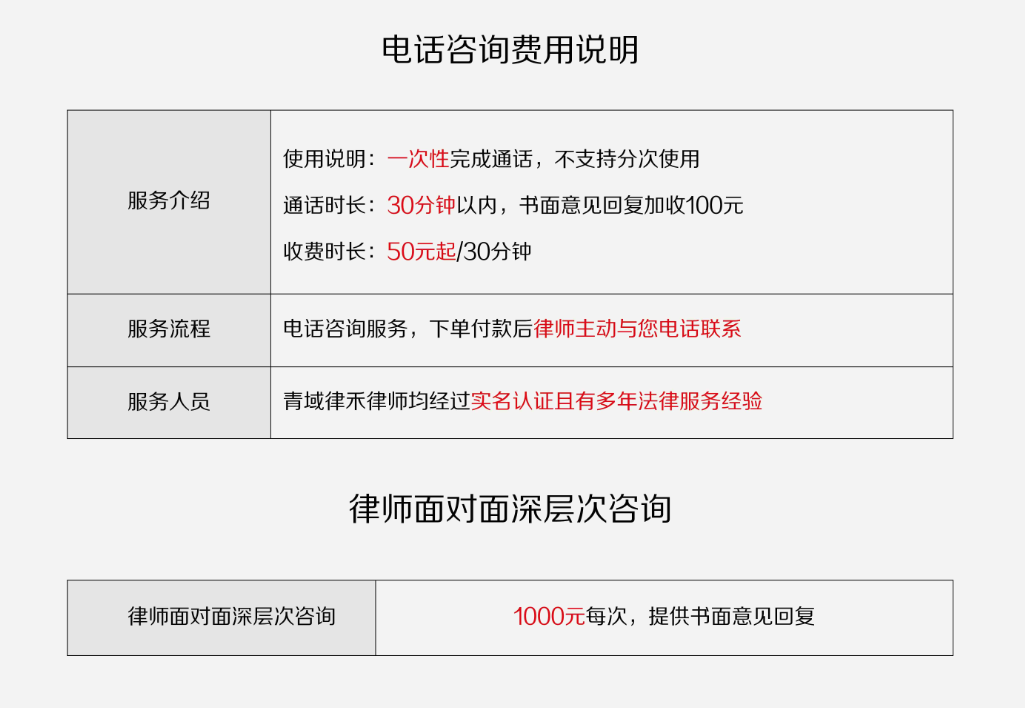 电话咨询费用说明
服务介绍
使用说明：一次性完成通话，不支持分次使用
通话时长：30分钟以内，书面意见回复加收100元
收费时长：50元起/30分钟
服务流程
电话咨询服务，下单付款后律师主动与您电话联系
服务人员
青域律禾律师均经过实名认证且有多年法律服务经验
律师面对面深层次咨询
律师面对面深层次咨询
1000元每次，提供书面意见回复